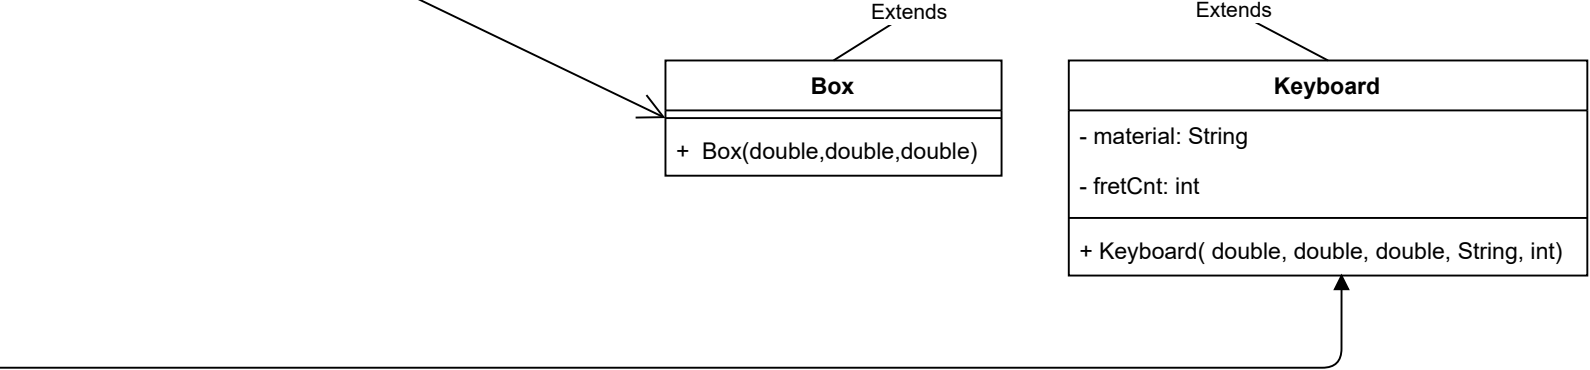 Extends
Extends
Box
+ Box(double,double,double)
Keyboard
- material: String
- fretCnt: int
+ Keyboard( double, double, double, String, int)